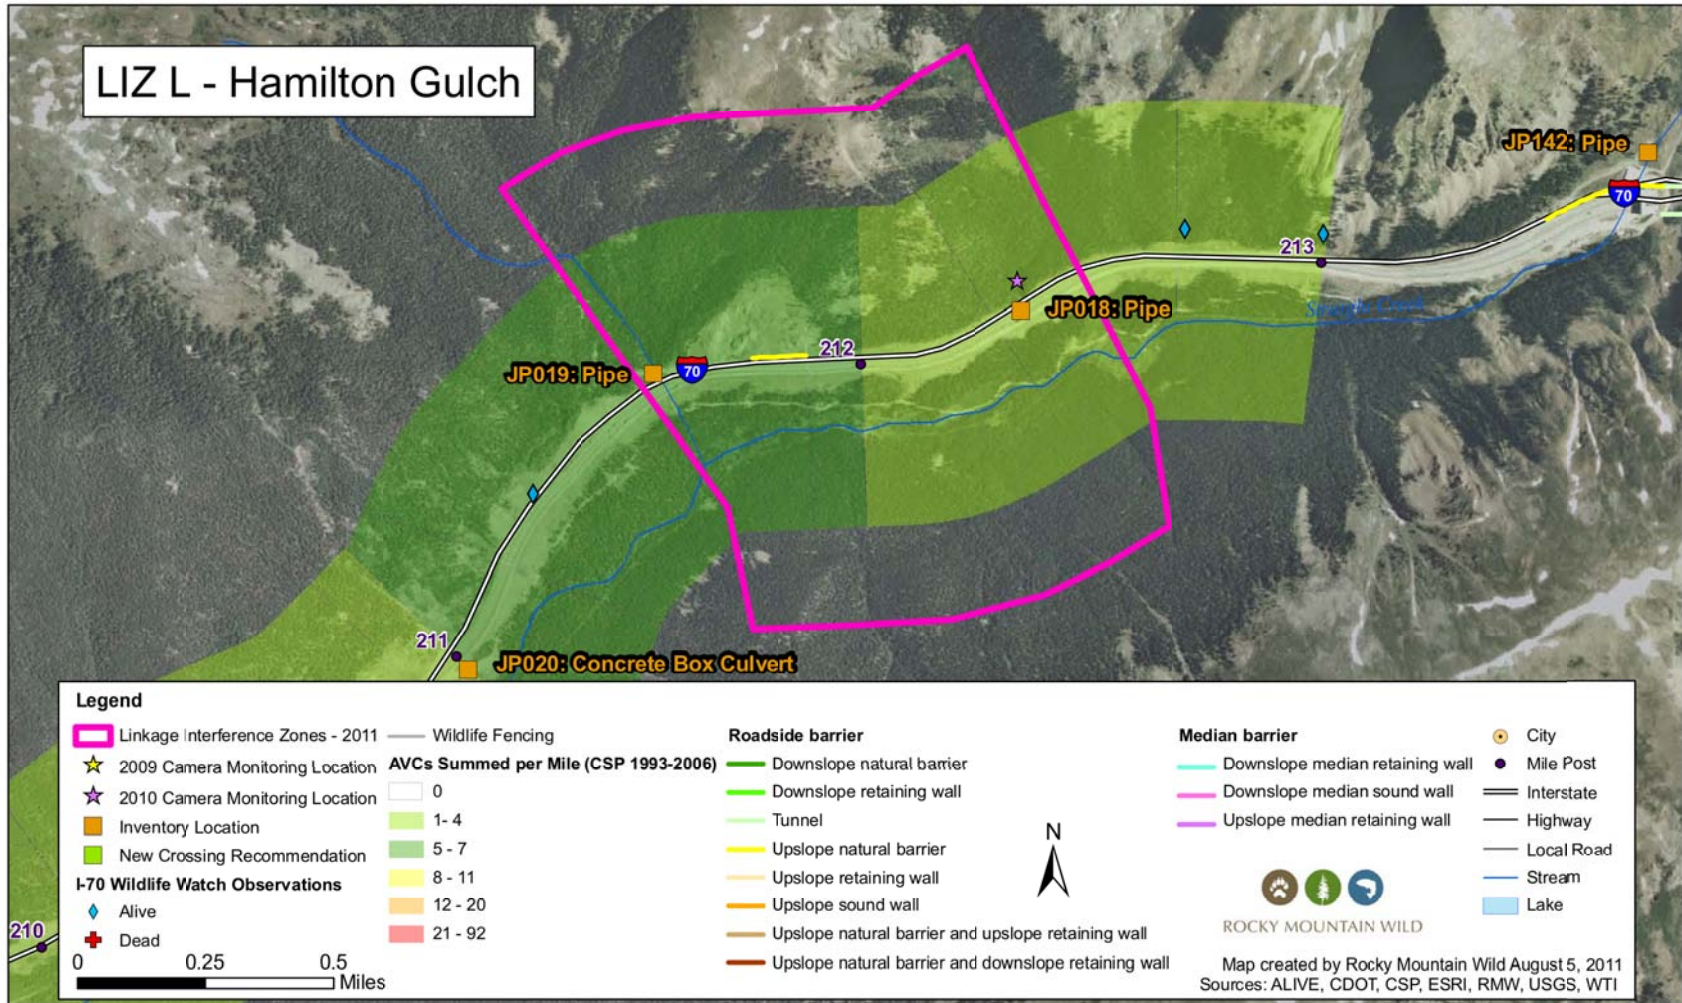 LIZ L - Hamilton Gulch
JP142: Pipe
70
213
JP018: Pipe
212
JP019: Pipe
70
211
JP020: Concrete Box Culvert
210
Legend
Linkage Interference Zones - 2011
2009 Camera Monitoring Location
2010 Camera Monitoring Location
Inventory Location
New Crossing Recommendation
I-70 Wildlife Watch Observations
Alive
Dead
0 0.25 0.5
Miles
Wildlife Fencing
AVCs Summed per Mile (CSP 1993-2006)
0
1- 4
5 - 7
8 - 11
12 - 20
21 - 92
Roadside barrier
Downslope natural barrier
Downslope retaining wall
Tunnel
Upslope natural barrier
Upslope retaining wall
Upslope sound wall
Upslope natural barrier and upslope retaining wall
Upslope natural barrier and downslope retaining wall
N
Median barrier
Downslope median retaining wall
Downslope median sound wall
Upslope median retaining wall
City
Mile Post
Interstate
Highway
Local Road
Stream
Lake
ROCKY MOUNTAIN WILD
Map created by Rocky Mountain Wild August 5, 2011
Sources: ALIVE, CDOT, CSP, ESRI, RMW, USGS, WTI